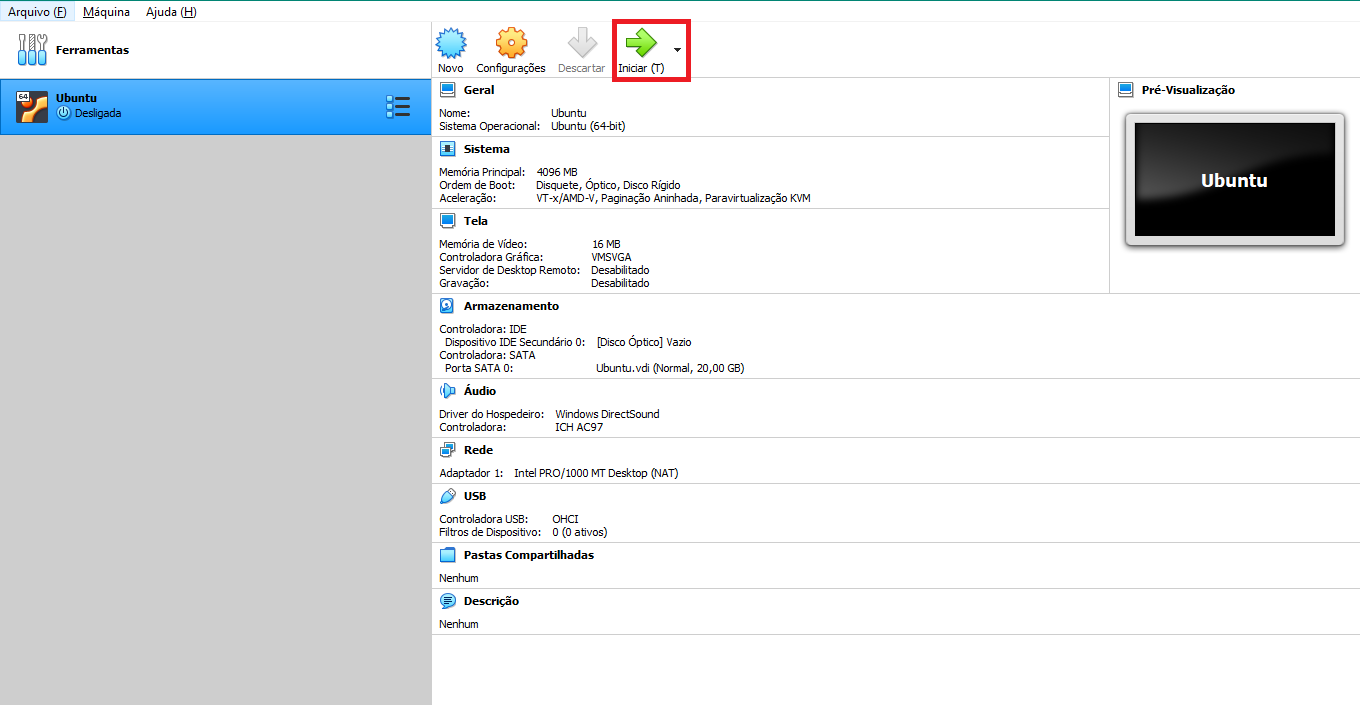 Arquivo (F) Máquina Ajuda (H)
Ferramentas
Novo Configurações Descartar Iniciar (T)
64
Ubuntu
Desligada
Geral
Nome: Ubuntu
Sistema Operacional: Ubuntu (64-bit)
Sistema
Memória Principal: 4096 MB
Ordem de Boot: Disquete, Óptico, Disco Rígido
Aceleração: VT-x/AMD-V, Paginação Aninhada, Paravirtualização KVM
Tela
Memória de Vídeo: 16 MB
Controladora Gráfica: VMSVGA
Servidor de Desktop Remoto: Desabilitado
Gravação: Desabilitado
Armazenamento
Controladora: IDE
Dispositivo IDE Secundário 0: [Disco Óptico] Vazio
Controladora: SATA
Porta SATA 0: Ubuntu.vdi (Normal, 20,00 GB)
Áudio
Driver do Hospedeiro: Windows DirectSound
Controladora: ICH AC97
Rede
Adaptador 1: Intel PRO/1000 MT Desktop (NAT)
USB
Controladora USB: OHCI
Filtros de Dispositivo: 0 (0 ativos)
Pastas Compartilhadas
Nenhum
Descrição
Nenhum
Pré-Visualização
Ubuntu